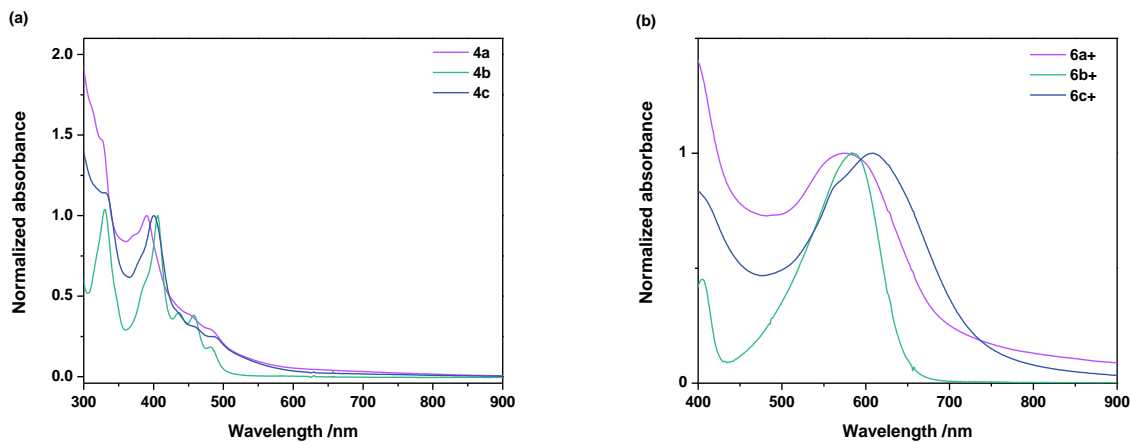 (a)
4a
4b
4c
Normalized absorbance
2.0
1.5
1.0
0.5
0.0
300 400 500 600 700 800 900
Wavelength /nm
(b)
6a+
6b+
6c+
Normalized absorbance
1
0
400 500 600 700 800 900
Wavelength /nm